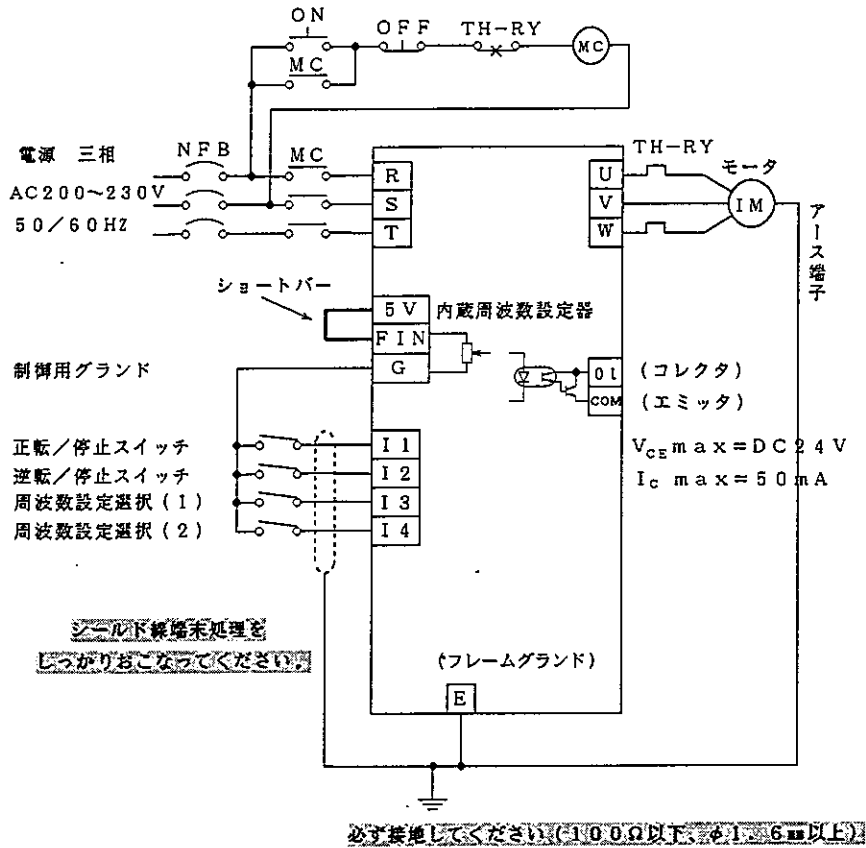 ON
OFF
TH-RY
MC
MC
電源 三相
NFB
MC
AC200~230V
50/60HZ
R
S
T
U
V
W
TH-RY
モータ
IM
アース端子
ショートバー
5V
FIN
G
内蔵周波数設定器
制御用グランド
01
(コレクタ)
COM
(エミッタ)
正転/停止スイッチ
I1
逆転/停止スイッチ
I2
周波数設定選択(1)
I3
周波数設定選択(2)
I4
VCE max=DC24V
IC max=50mA
シールド線端末処理を
しっかりおこなってください。
(フレームグランド)
E
必ず接地してください(100Ω以下、φ1.6mm以上)